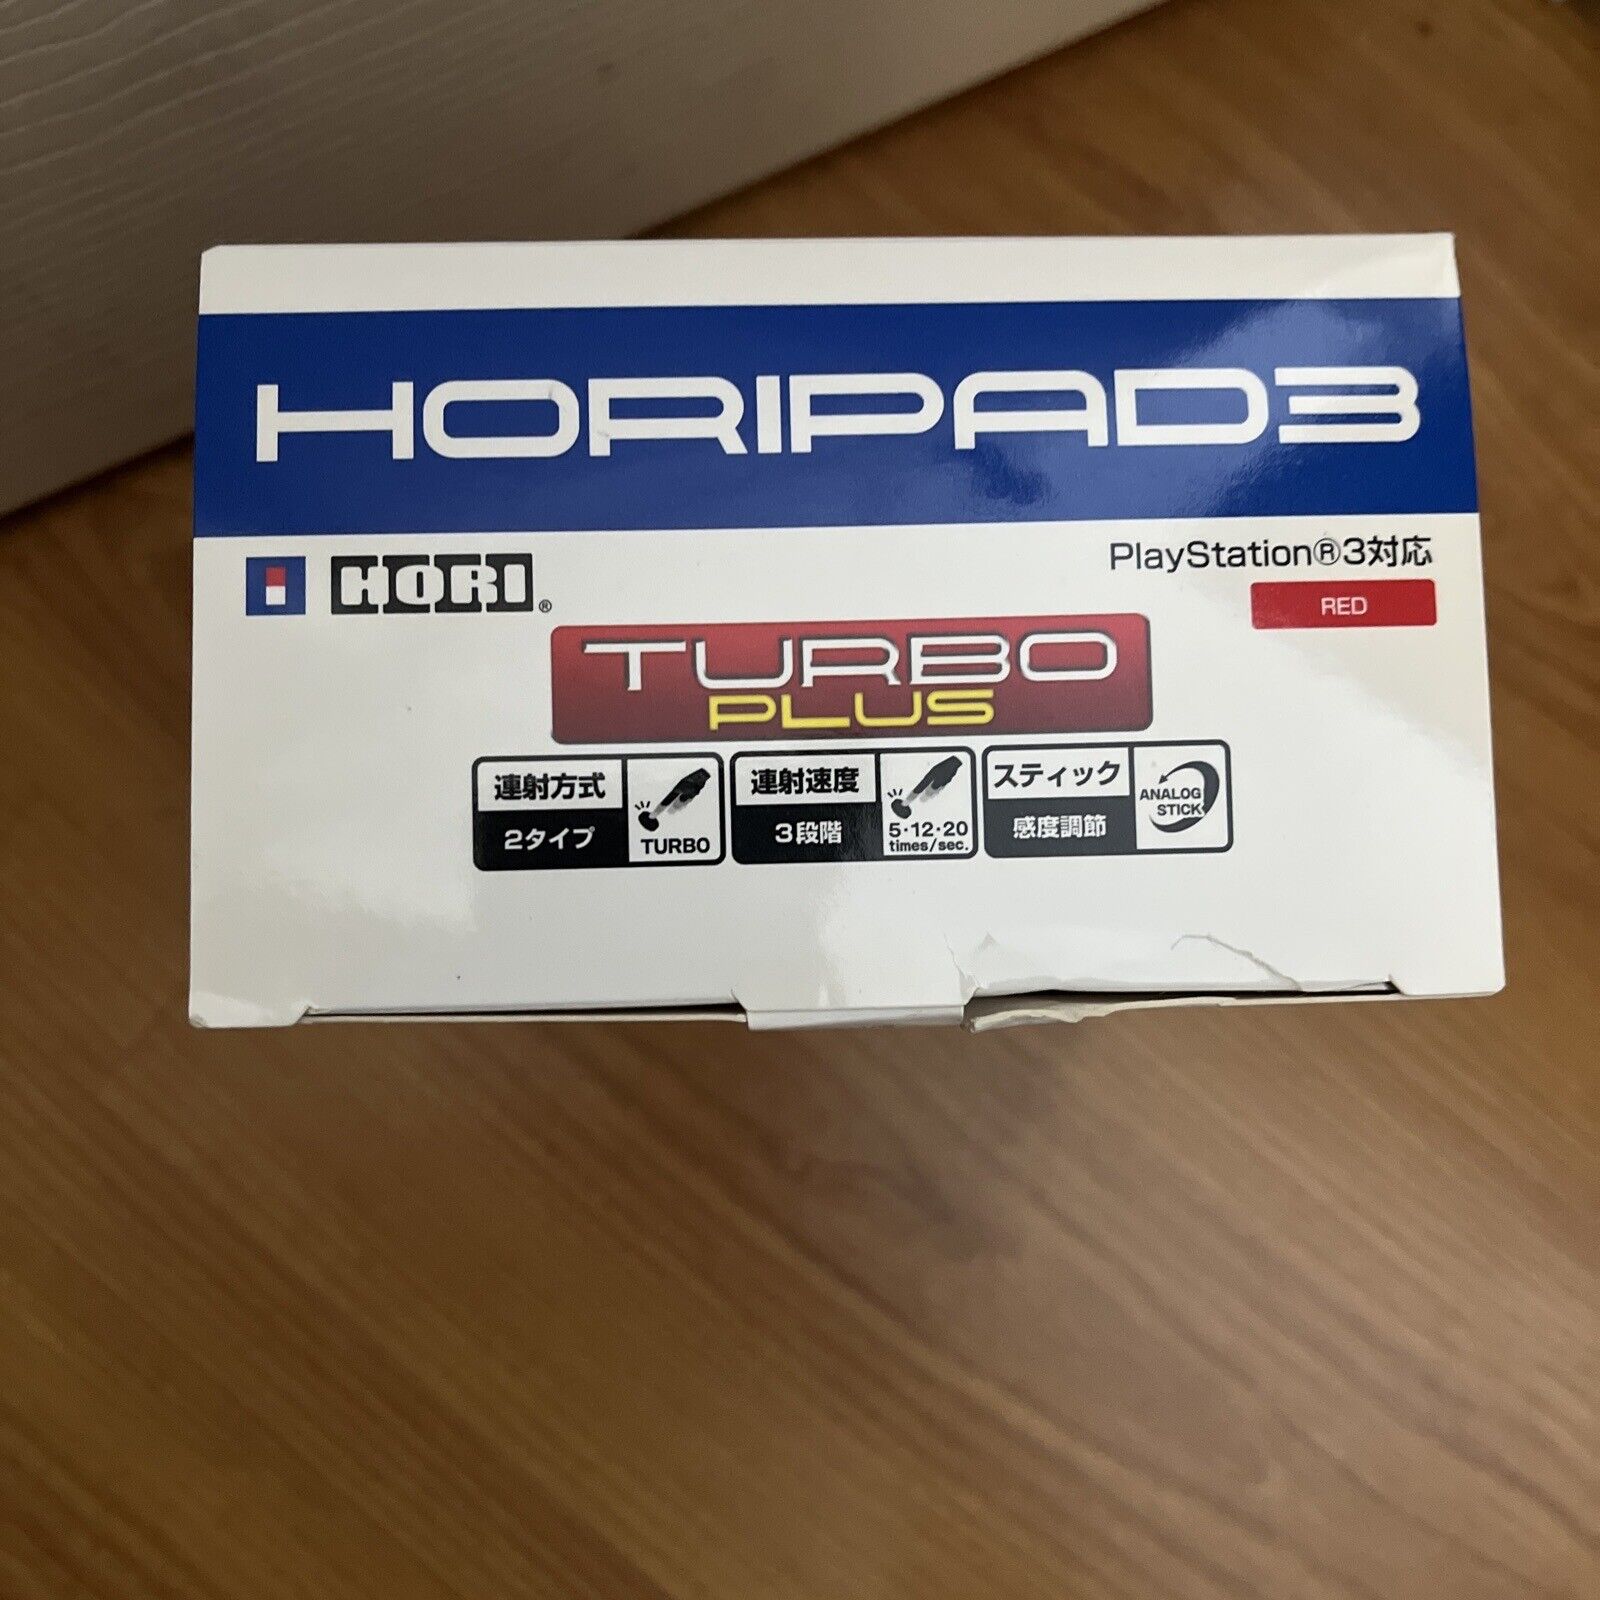 HORIPAD3
HORI®
PlayStation®3対応
RED
TURBO
PLUS
連射方式
2タイプ
TURBO
連射速度
3段階
5・12・20
times/sec.
スティック
感度調節
ANALOG
STICK